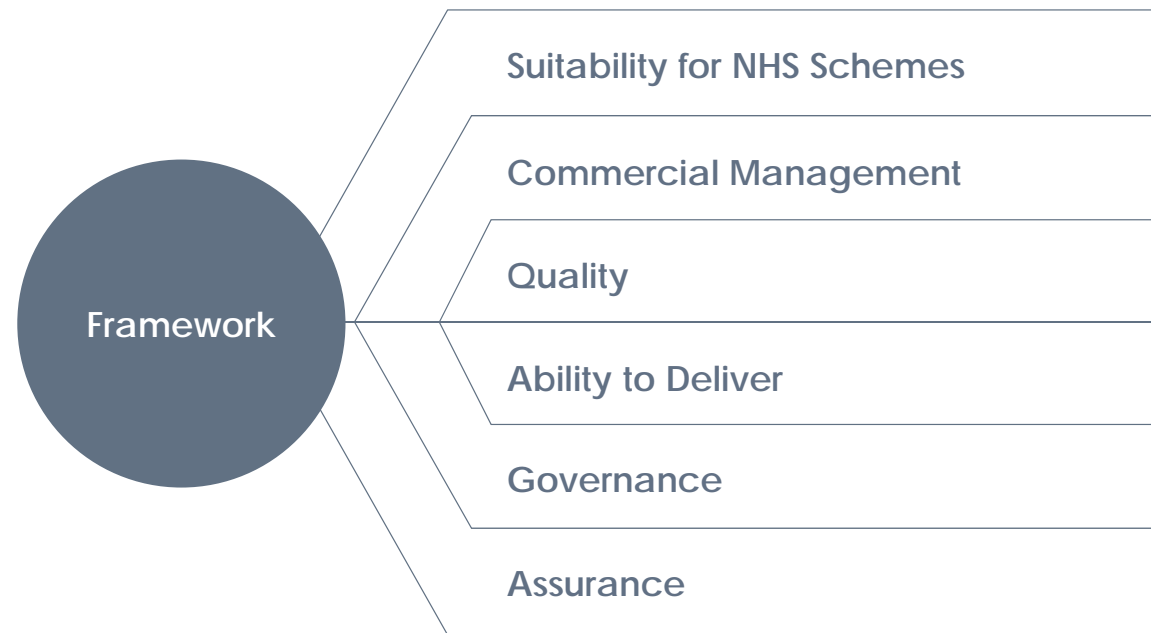 Suitability for NHS Schemes
Commercial Management
Quality
Framework
Ability to Deliver
Governance
Assurance